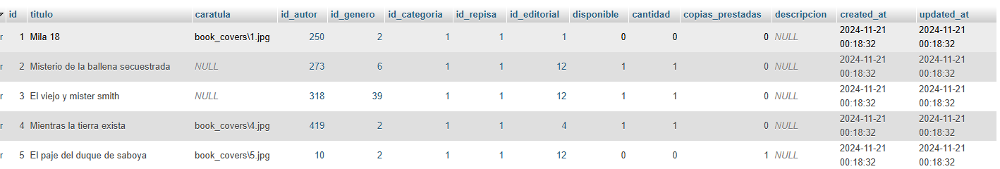 id titulo caratula id_autor id_genero id_categoria id_repisa id_editorial disponible cantidad copias_prestadas descripcion created_at updated_at
r 1 Mila 18 book_covers\1.jpg 250 2 1 1 1 0 0 0 NULL 2024-11-21 00:18:32 2024-11-21 00:18:32
r 2 Misterio de la ballena secuestrada NULL 273 6 1 1 12 1 1 0 NULL 2024-11-21 00:18:32 2024-11-21 00:18:32
r 3 El viejo y mister smith NULL 318 39 1 1 12 1 1 0 NULL 2024-11-21 00:18:32 2024-11-21 00:18:32
r 4 Mientras la tierra exista book_covers\4.jpg 419 2 1 1 4 1 1 0 NULL 2024-11-21 00:18:32 2024-11-21 00:18:32
r 5 El paje del duque de saboya book_covers\5.jpg 10 2 1 1 12 0 0 1 NULL 2024-11-21 00:18:32 2024-11-21 00:18:32